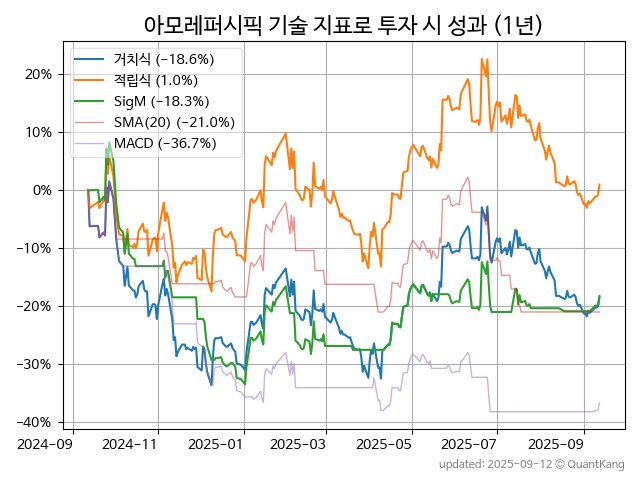 아모레퍼시픽 기술 지표로 투자 시 성과 (1년)
거치식 (−18.6%)
적립식 (1.0%)
SigM (−18.3%)
SMA(20) (−21.0%)
MACD (−36.7%)
20%
10%
0%
−10%
−20%
−30%
−40%
2024-09 2024-11 2025-01 2025-03 2025-05 2025-07 2025-09
updated: 2025-09-12 © QuantKang